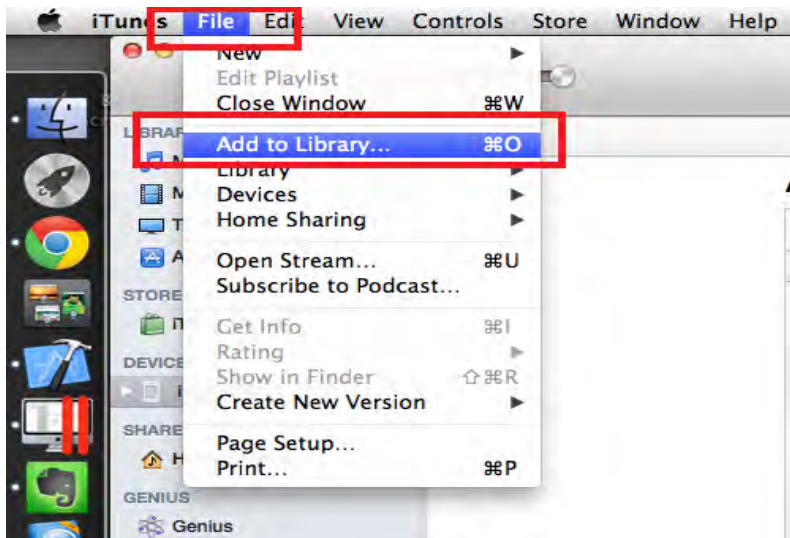 iTunes File Edit View Controls Store Window Help
New
Edit Playlist
Close Window ⌘W
Add to Library... ⌘O
Library
Devices
Home Sharing
Open Stream... ⌘U
Subscribe to Podcast...
Get Info ⌘I
Rating
Show in Finder ⇧⌘R
Create New Version
Page Setup...
Print... ⌘P
LIBRAR
M
M
T
A
STORE
iT
DEVICE
i
SHARE
H
GENIUS
Genius